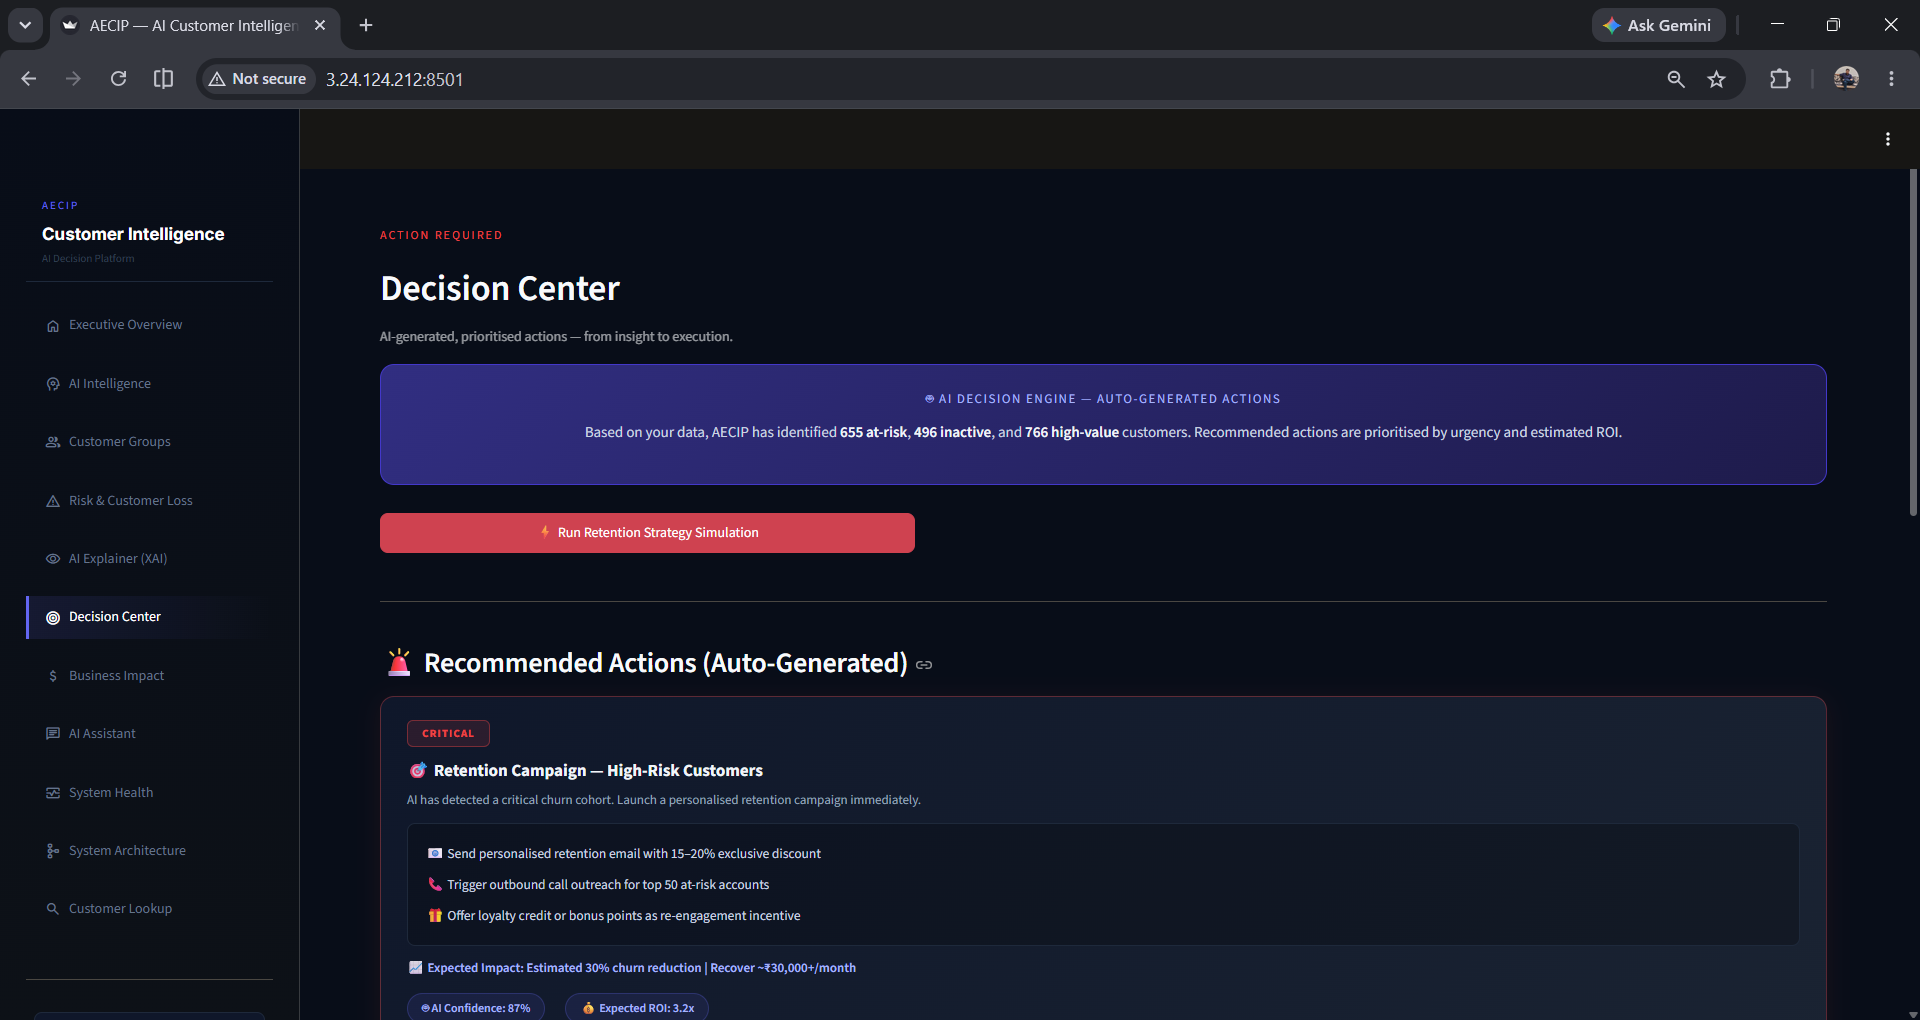 AECIP — AI Customer Intelligen
Ask Gemini
Not secure
3.24.124.212:8501
AECIP
Customer Intelligence
AI Decision Platform
Executive Overview
AI Intelligence
Customer Groups
Risk & Customer Loss
AI Explainer (XAI)
Decision Center
Business Impact
AI Assistant
System Health
System Architecture
Customer Lookup
ACTION REQUIRED
Decision Center
AI-generated, prioritised actions — from insight to execution.
AI DECISION ENGINE — AUTO-GENERATED ACTIONS
Based on your data, AECIP has identified 655 at-risk, 496 inactive, and 766 high-value customers. Recommended actions are prioritised by urgency and estimated ROI.
Run Retention Strategy Simulation
Recommended Actions (Auto-Generated)
CRITICAL
Retention Campaign — High-Risk Customers
AI has detected a critical churn cohort. Launch a personalised retention campaign immediately.
Send personalised retention email with 15–20% exclusive discount
Trigger outbound call outreach for top 50 at-risk accounts
Offer loyalty credit or bonus points as re-engagement incentive
Expected Impact: Estimated 30% churn reduction | Recover ~₹30,000+/month
AI Confidence: 87%
Expected ROI: 3.2x